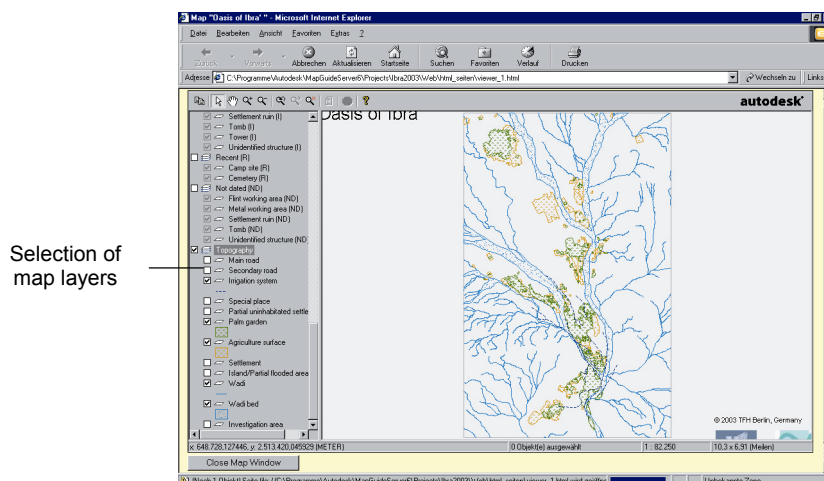 Map "Oasis of Ibra" ' - Microsoft Internet Explorer
Datei Bearbeiten Ansicht Favoriten Extras ?
Zurück Vorwärts Abbrechen Aktualisieren Startseite Suchen Favoriten Verlauf Drucken
Adresse C:\Programme\Autodesk\MapGuideServer6\Projects\Ibra2003\Web\html_seiten\viewer_1.html Wechseln zu Links
autodesk
Oasis of Ibra
Settlement ruin (I)
Tomb (I)
Tower (I)
Unidentified structure (I)
Recent (R)
Camp site (R)
Cemetery (R)
Not dated (ND)
Flint working area (ND)
Metal working area (ND)
Settlement ruin (ND)
Tomb (ND)
Unidentified structure (ND)
Topography
Main road
Secondary road
Irrigation system
Special place
Partial uninhabitated settle
Palm garden
Agriculture surface
Settlement
Island/Partial flooded area
Wadi
Wadi bed
Investigation area
Selection of
map layers
© 2003 TFH Berlin, Germany
x: 648.728,127446, y: 2.513.420,045929 (METER) 0 Objekt(e) ausgewählt 1 : 82.250 10,3 x 6,91 (Meilen)
Close Map Window